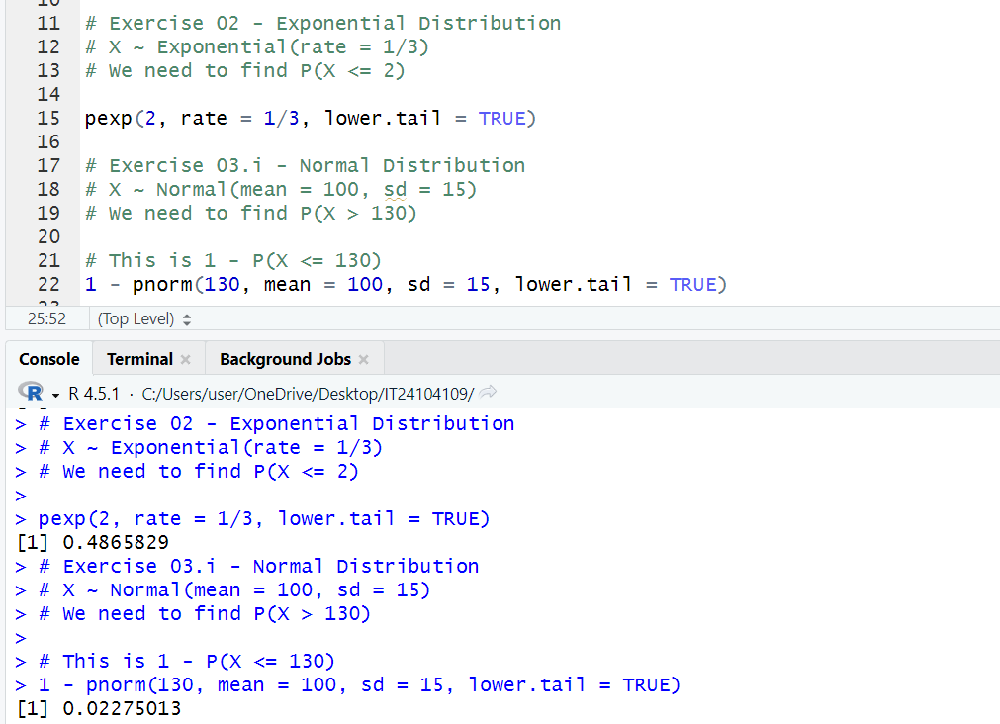 11 # Exercise 02 - Exponential Distribution
12 # X ~ Exponential(rate = 1/3)
13 # We need to find P(X <= 2)
14
15 pexp(2, rate = 1/3, lower.tail = TRUE)
16
17 # Exercise 03.i - Normal Distribution
18 # X ~ Normal(mean = 100, sd = 15)
19 # We need to find P(X > 130)
20
21 # This is 1 - P(X <= 130)
22 1 - pnorm(130, mean = 100, sd = 15, lower.tail = TRUE)
25:52 (Top Level)
Console Terminal Background Jobs
R R 4.5.1 · C:/Users/user/OneDrive/Desktop/IT24104109/
> # Exercise 02 - Exponential Distribution
> # X ~ Exponential(rate = 1/3)
> # We need to find P(X <= 2)
>
> pexp(2, rate = 1/3, lower.tail = TRUE)
[1] 0.4865829
> # Exercise 03.i - Normal Distribution
> # X ~ Normal(mean = 100, sd = 15)
> # We need to find P(X > 130)
>
> # This is 1 - P(X <= 130)
> 1 - pnorm(130, mean = 100, sd = 15, lower.tail = TRUE)
[1] 0.02275013